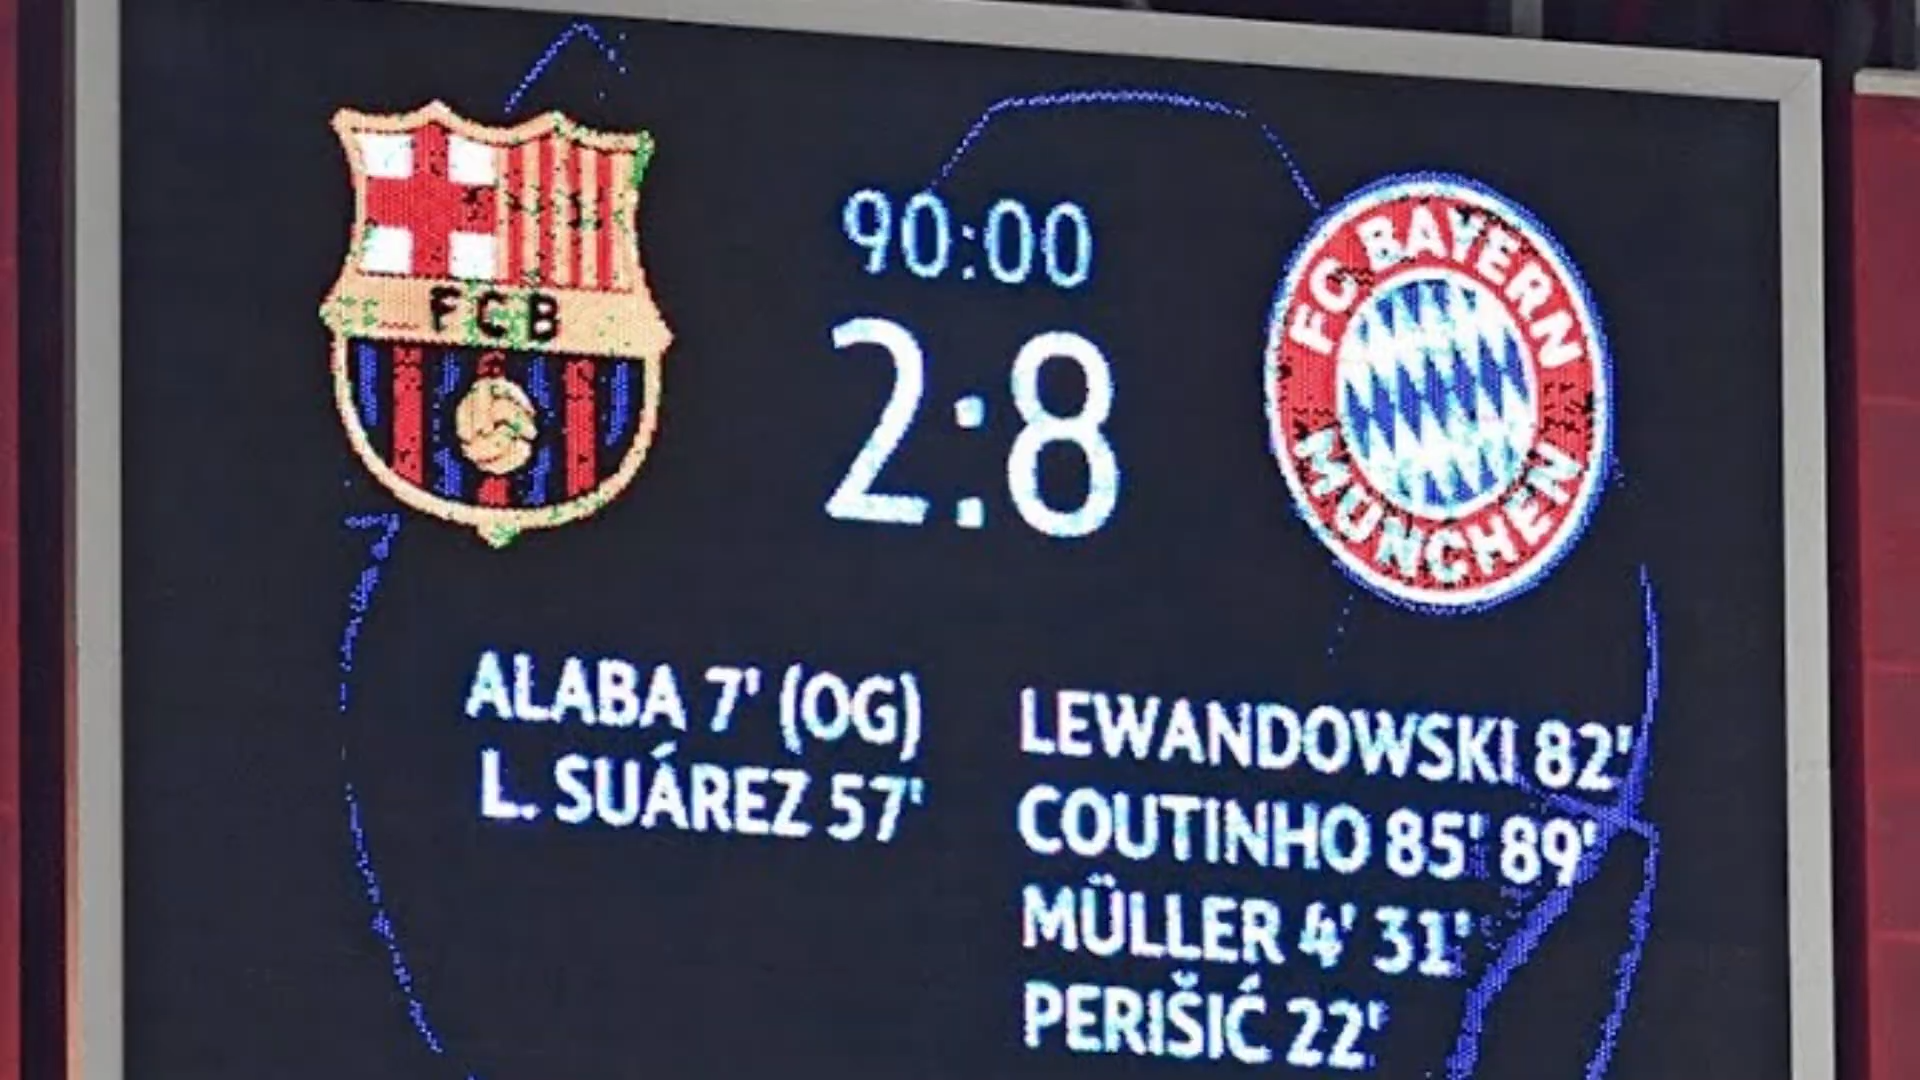 FCB
90:00
2:8
FC BAYERN
MÜNCHEN
ALABA 7' (OG)
L. SUÁREZ 57'
LEWANDOWSKI 82'
COUTINHO 85' 89'
MÜLLER 4' 31'
PERIŠIĆ 22'